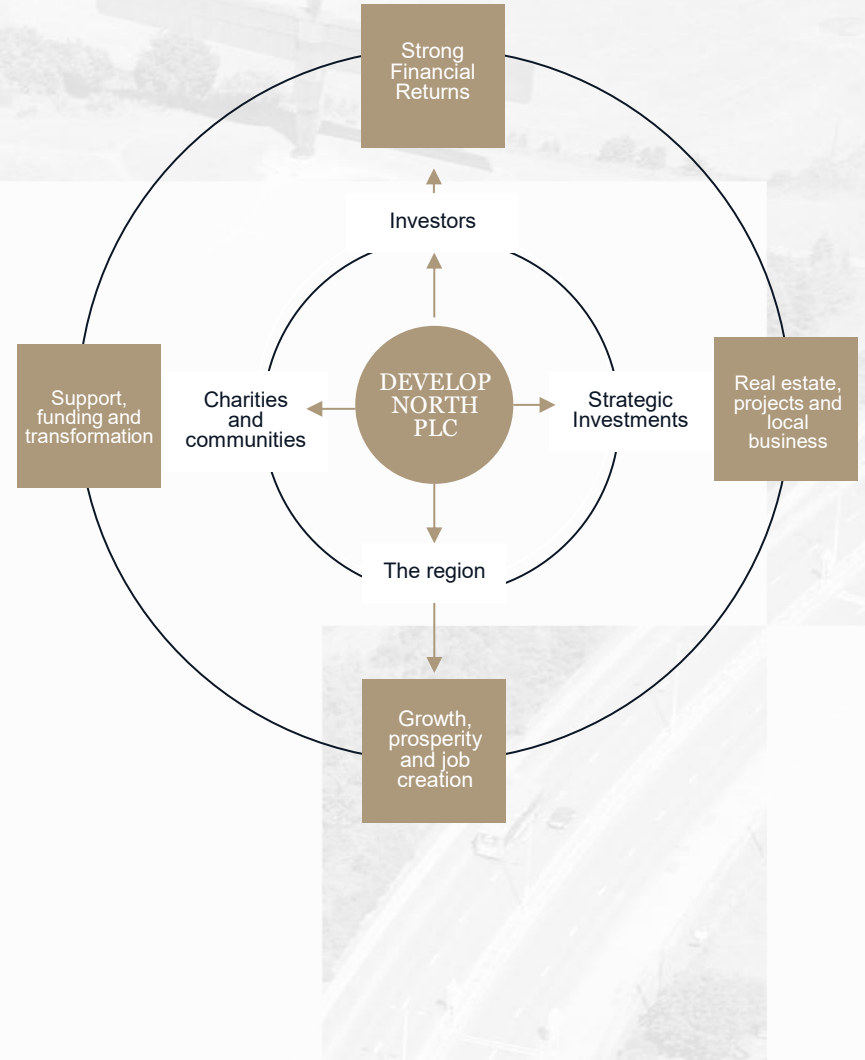 Strong
Financial
Returns
Investors
Support,
funding and
transformation
Charities
and
communities
DEVELOP
NORTH
PLC
Strategic
Investments
Real estate,
projects and
local
business
The region
Growth,
prosperity
and job
creation